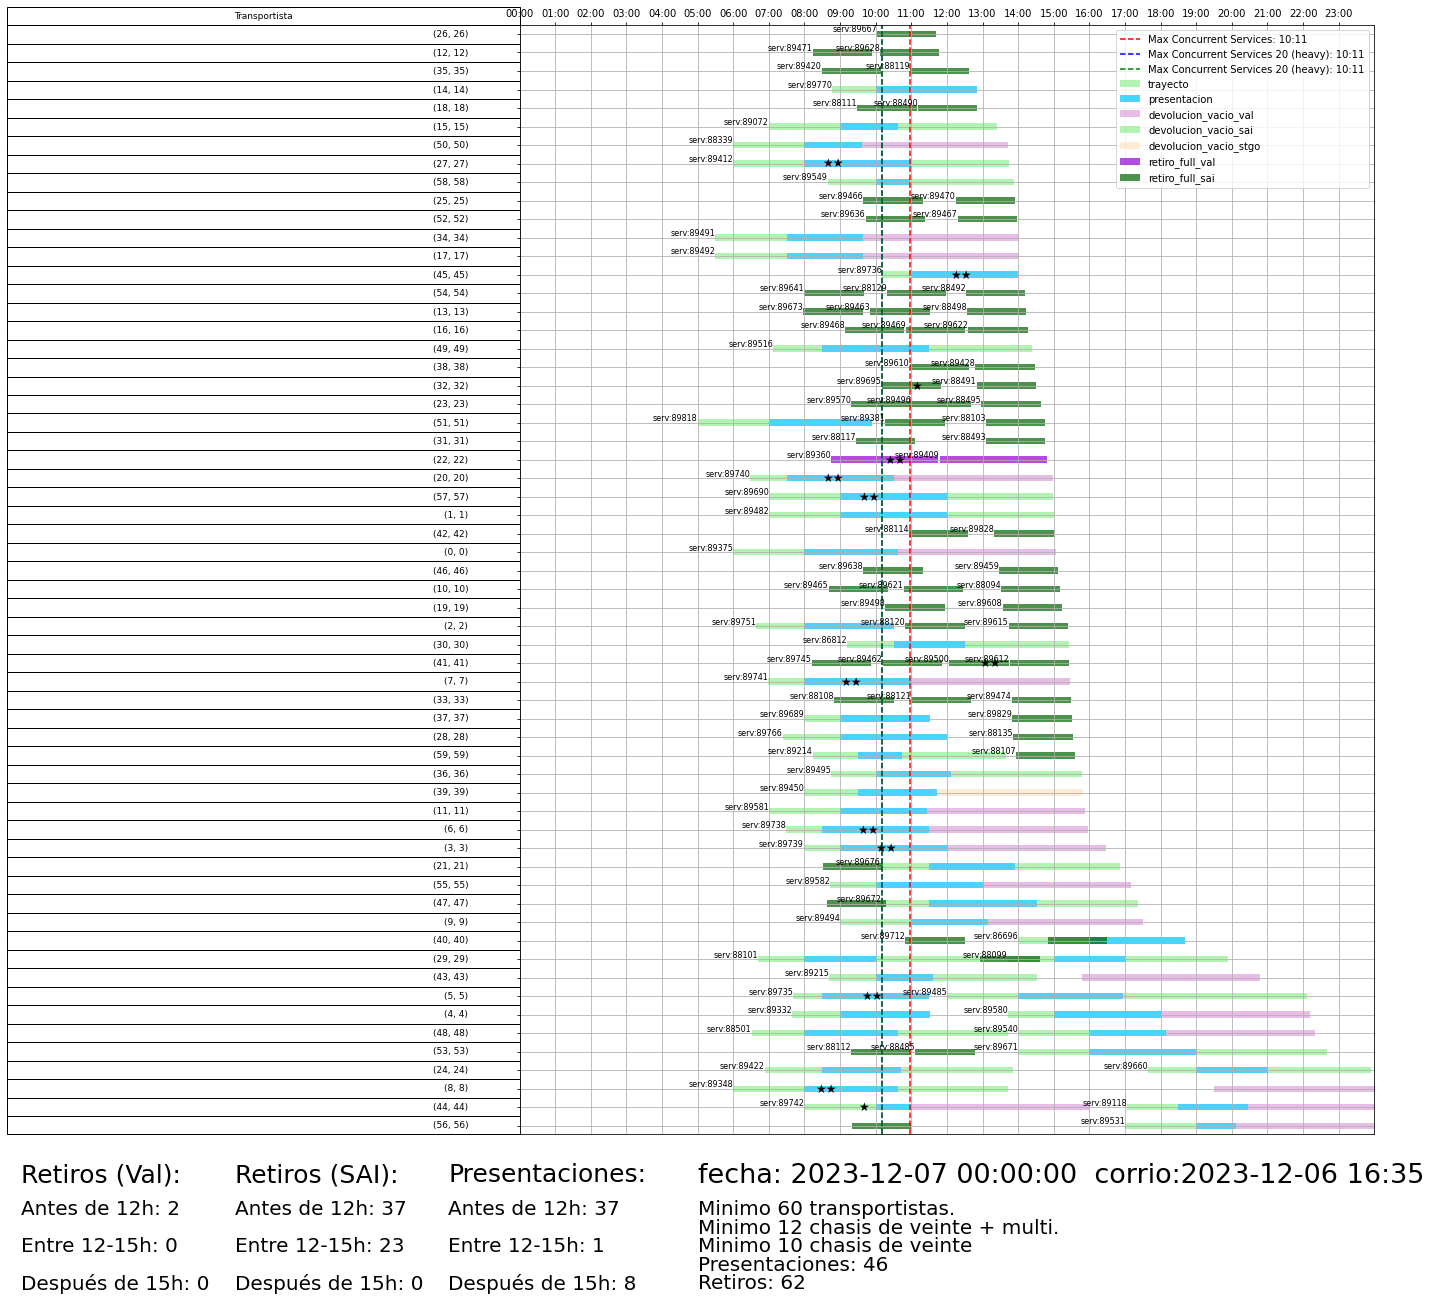 Transportista
00:00 01:00 02:00 03:00 04:00 05:00 06:00 07:00 08:00 09:00 10:00 11:00 12:00 13:00 14:00 15:00 16:00 17:00 18:00 19:00 20:00 21:00 22:00 23:00
Max Concurrent Services: 10:11
Max Concurrent Services 20 (heavy): 10:11
Max Concurrent Services 20 (heavy): 10:11
trayecto
presentacion
devolucion_vacio_val
devolucion_vacio_sai
devolucion_vacio_stgo
retiro_full_val
retiro_full_sai
(26, 26) serv:89667
(12, 12) serv:89471 serv:89628
(35, 35) serv:89420 serv:88119
(14, 14) serv:89770
(18, 18) serv:88111 serv:88490
(15, 15) serv:89072
(50, 50) serv:88339
(27, 27) serv:89412
(58, 58) serv:89549
(25, 25) serv:89466 serv:89470
(52, 52) serv:89636 serv:89467
(34, 34) serv:89491
(17, 17) serv:89492
(45, 45) serv:89736
(54, 54) serv:89641 serv:88129 serv:88492
(13, 13) serv:89673 serv:89463 serv:88498
(16, 16) serv:89468 serv:89469 serv:89622
(49, 49) serv:89516
(38, 38) serv:89610 serv:89428
(32, 32) serv:89695 serv:88491
(23, 23) serv:89570 serv:89496 serv:88495
(51, 51) serv:89818 serv:89381 serv:88103
(31, 31) serv:88117 serv:88493
(22, 22) serv:89360 serv:89409
(20, 20) serv:89740
(57, 57) serv:89690
(1, 1) serv:89482
(42, 42) serv:88114 serv:89828
(0, 0) serv:89375
(46, 46) serv:89638 serv:89459
(10, 10) serv:89465 serv:89621 serv:88094
(19, 19) serv:89498 serv:89608
(2, 2) serv:89751 serv:88120 serv:89615
(30, 30) serv:86812
(41, 41) serv:89745 serv:89462 serv:89500 serv:89612
(7, 7) serv:89741
(33, 33) serv:88108 serv:88121 serv:89474
(37, 37) serv:89689 serv:89829
(28, 28) serv:89766 serv:88135
(59, 59) serv:89214 serv:88107
(36, 36) serv:89495
(39, 39) serv:89450
(11, 11) serv:89581
(6, 6) serv:89738
(3, 3) serv:89739
(21, 21) serv:89676
(55, 55) serv:89582
(47, 47) serv:89672
(9, 9) serv:89494
(40, 40) serv:89712 serv:86696
(29, 29) serv:88101 serv:88099
(43, 43) serv:89215
(5, 5) serv:89735 serv:89485
(4, 4) serv:89332 serv:89580
(48, 48) serv:88501 serv:89540
(53, 53) serv:88112 serv:88485 serv:89671
(24, 24) serv:89422 serv:89660
(8, 8) serv:89348
(44, 44) serv:89742 serv:89118
(56, 56) serv:89531
Retiros (Val):
Antes de 12h: 2
Entre 12-15h: 0
Después de 15h: 0
Retiros (SAI):
Antes de 12h: 37
Entre 12-15h: 23
Después de 15h: 0
Presentaciones:
Antes de 12h: 37
Entre 12-15h: 1
Después de 15h: 8
fecha: 2023-12-07 00:00:00 corrio:2023-12-06 16:35
Minimo 60 transportistas.
Minimo 12 chasis de veinte + multi.
Minimo 10 chasis de veinte
Presentaciones: 46
Retiros: 62